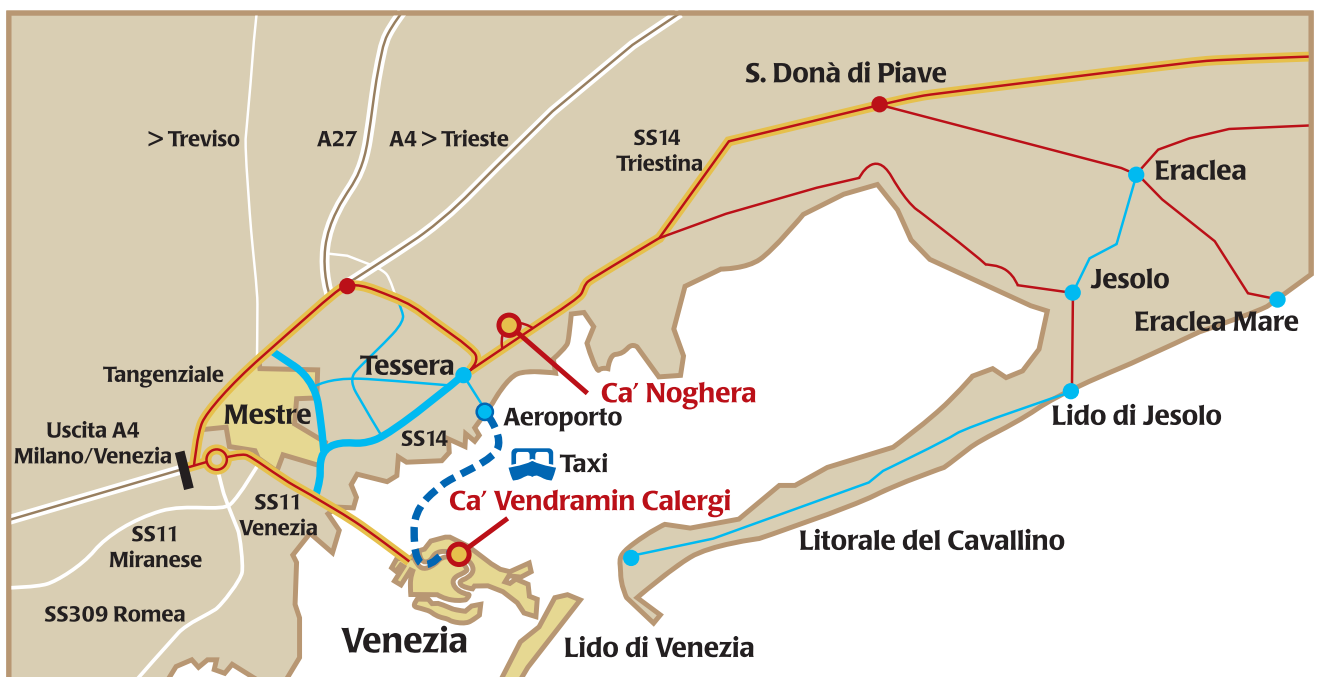 S. Donà di Piave
> Treviso
A27
A4 > Trieste
SS14
Triestina
Eraclea
Jesolo
Eraclea Mare
Tessera
Tangenziale
Ca’ Noghera
Mestre
Aeroporto
Lido di Jesolo
Uscita A4
Milano/Venezia
SS14
Taxi
Ca’ Vendramin Calergi
SS11
Venezia
SS11
Miranese
Litorale del Cavallino
SS309 Romea
Venezia
Lido di Venezia